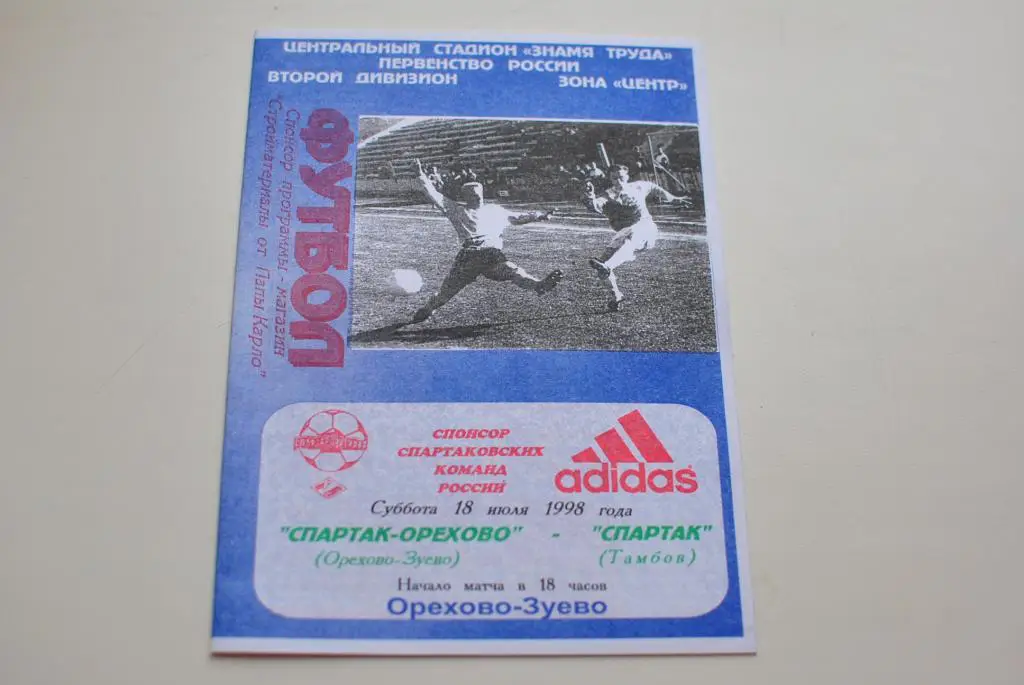 ЦЕНТРАЛЬНЫЙ СТАДИОН «ЗНАМЯ ТРУДА»
ПЕРВЕНСТВО РОССИИ
ВТОРОЙ ДИВИЗИОН ЗОНА «ЦЕНТР»
ФУТБОЛ
Спонсор программы - магазин
"Стройматериалы от Папы Карло"
СПОНСОР
СПАРТАКОВСКИХ
КОМАНД
РОССИИ
adidas
Суббота 18 июля 1998 года
"СПАРТАК-ОРЕХОВО" - "СПАРТАК"
(Орехово-Зуево) (Тамбов)
Начало матча в 18 часов
Орехово-Зуево